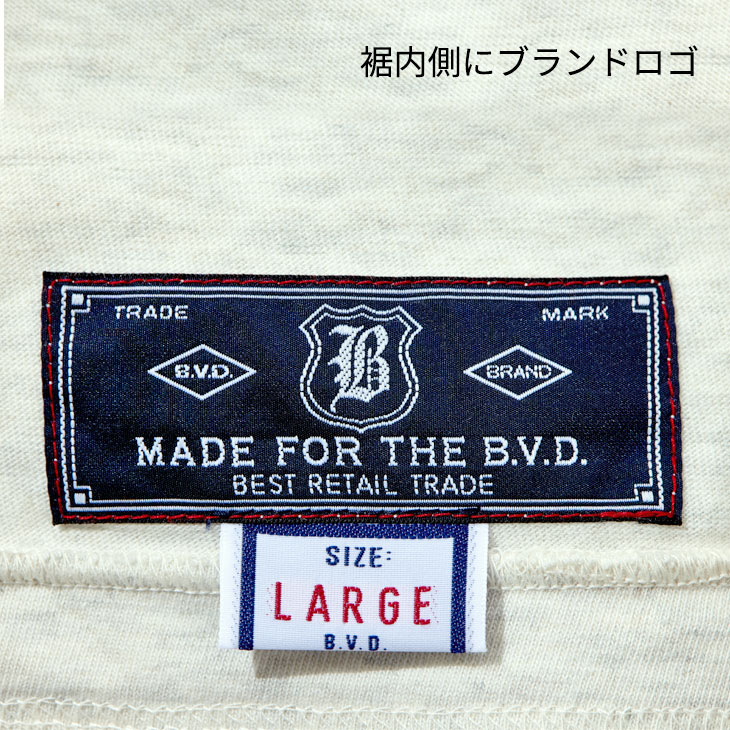 裾内側にブランドロゴ
TRADE MARK
B
B.V.D. BRAND
MADE FOR THE B.V.D.
BEST RETAIL TRADE
SIZE:
LARGE
B.V.D.